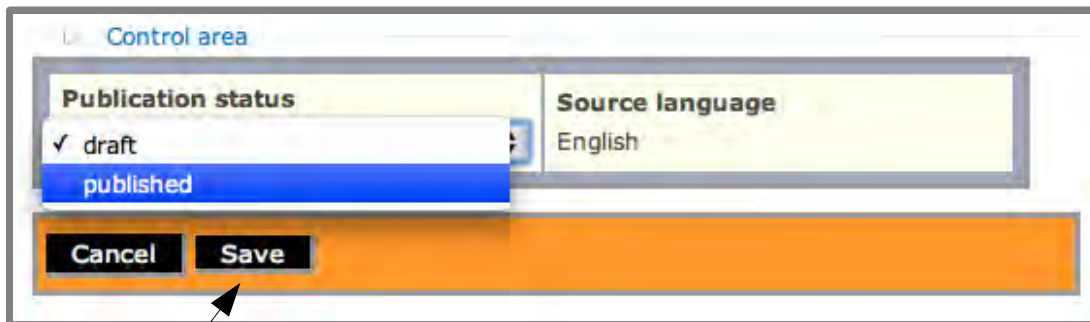 Control area
Publication status
✓ draft
published
Source language
English
Cancel Save